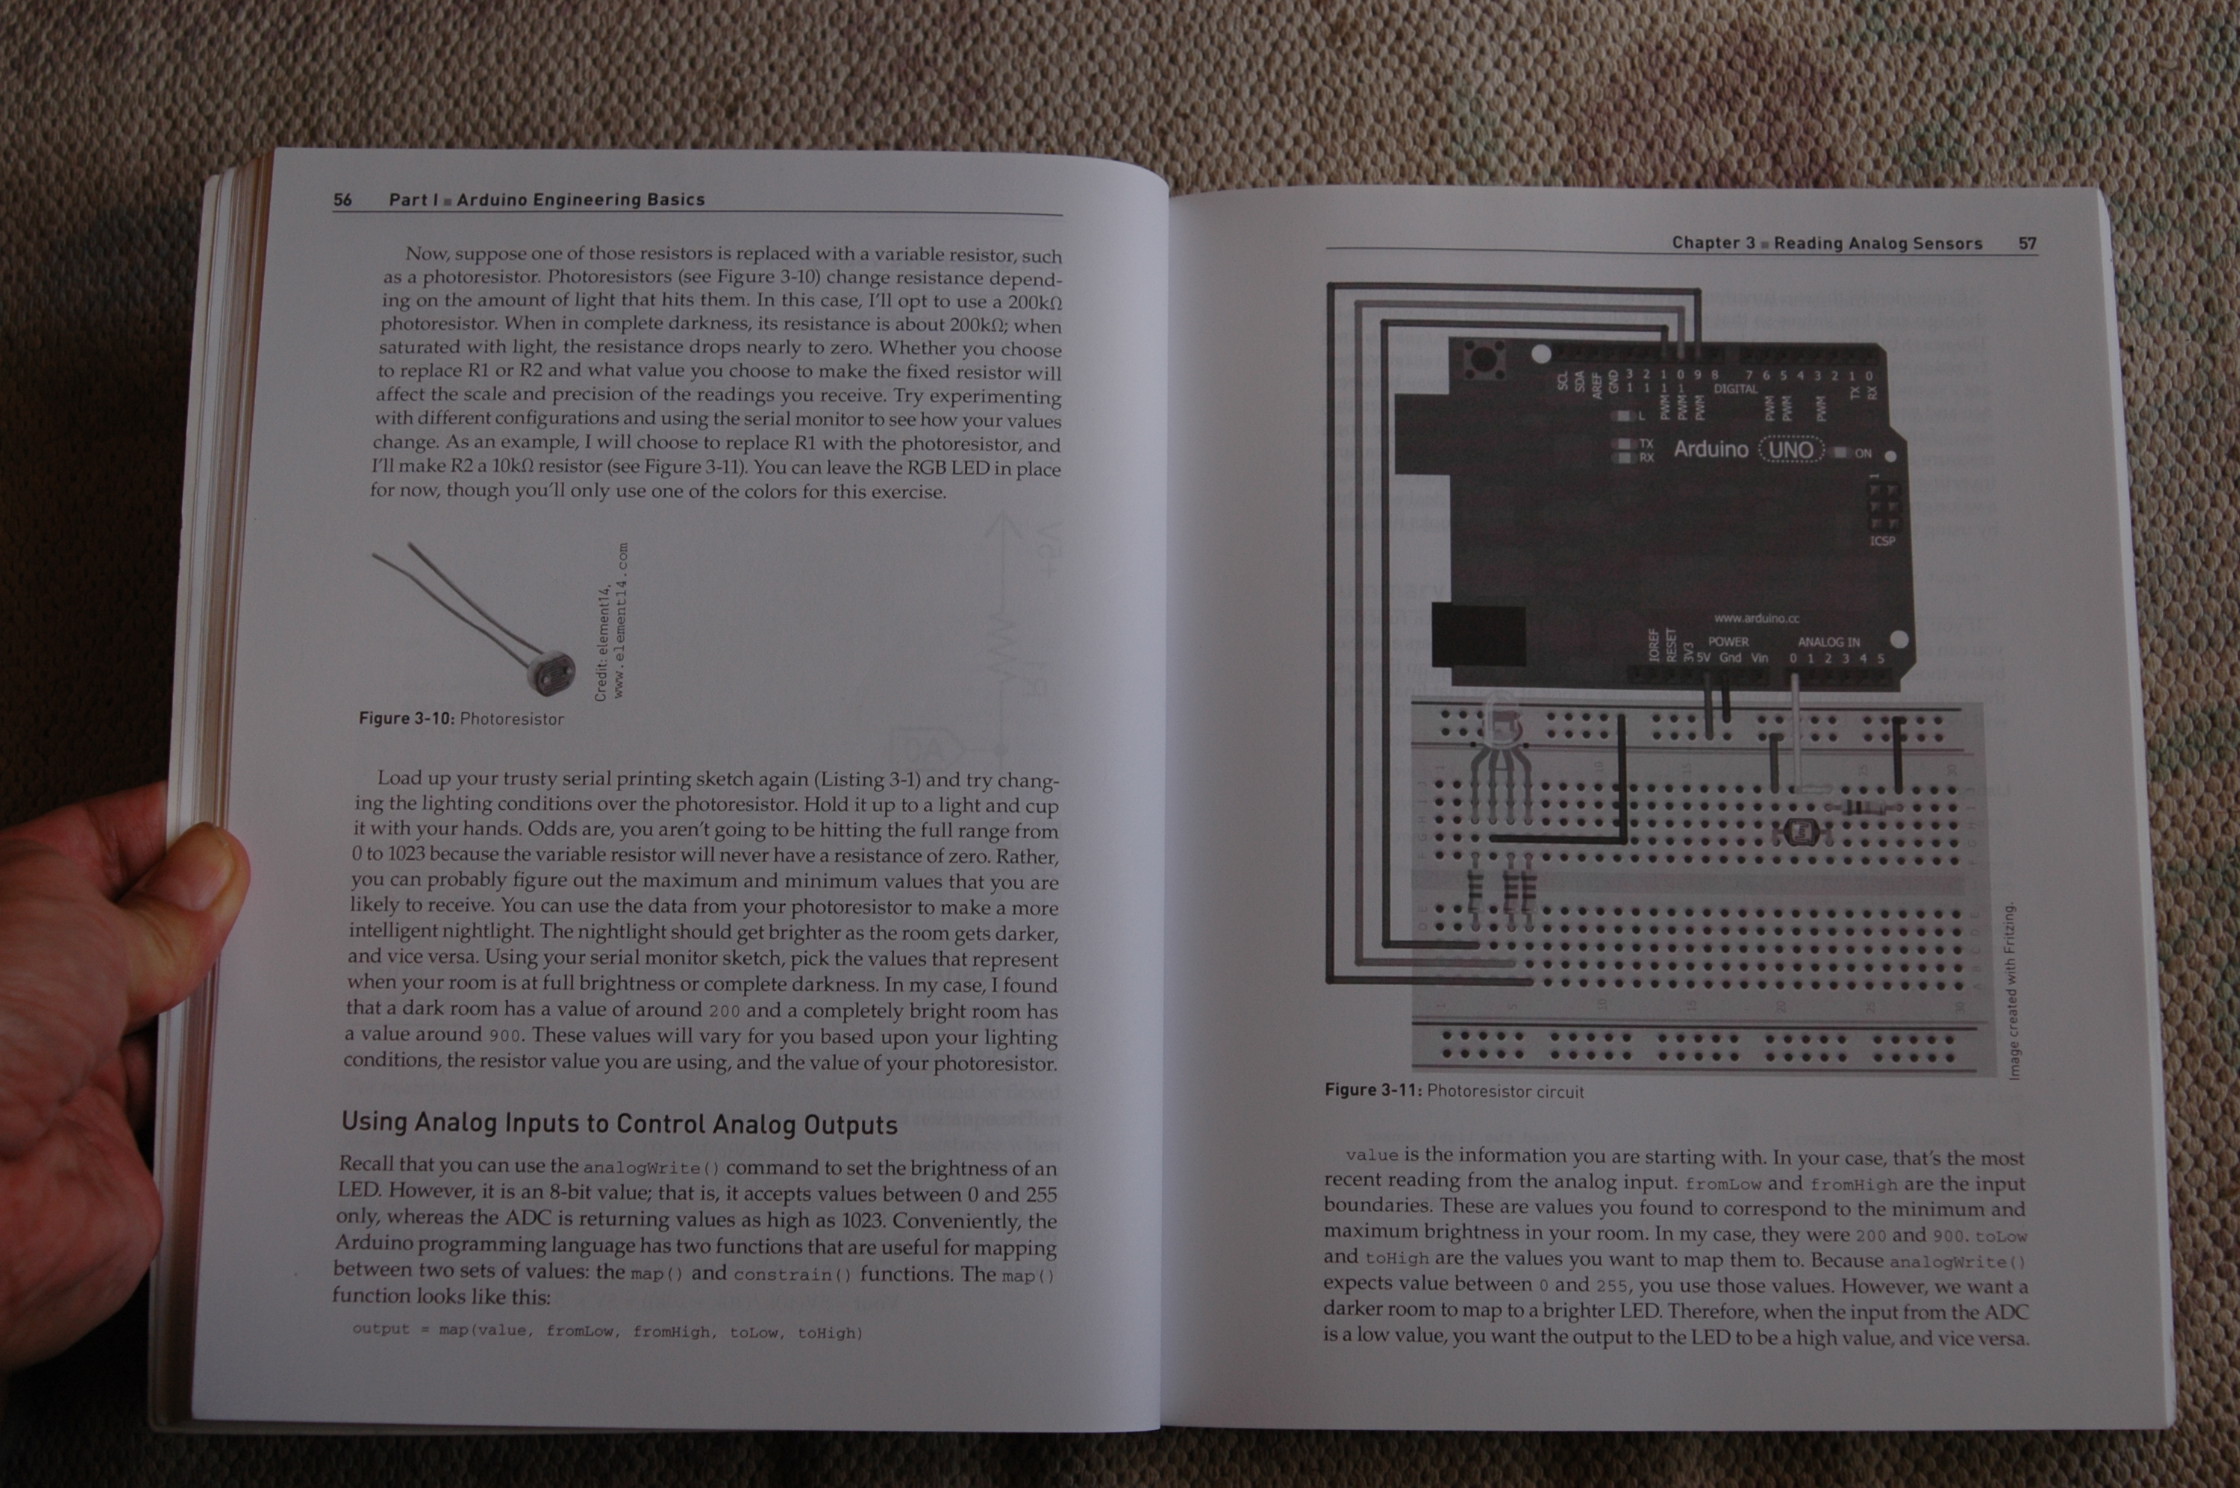 56 Part I ■ Arduino Engineering Basics
Now, suppose one of those resistors is replaced with a variable resistor, such
as a photoresistor. Photoresistors (see Figure 3-10) change resistance depend-
ing on the amount of light that hits them. In this case, I'll opt to use a 200kΩ
photoresistor. When in complete darkness, its resistance is about 200kΩ; when
saturated with light, the resistance drops nearly to zero. Whether you choose
to replace R1 or R2 and what value you choose to make the fixed resistor will
affect the scale and precision of the readings you receive. Try experimenting
with different configurations and using the serial monitor to see how your values
change. As an example, I will choose to replace R1 with the photoresistor, and
I'll make R2 a 10kΩ resistor (see Figure 3-11). You can leave the RGB LED in place
for now, though you'll only use one of the colors for this exercise.
Credit: element14,
www.element14.com
Figure 3-10: Photoresistor
Load up your trusty serial printing sketch again (Listing 3-1) and try chang-
ing the lighting conditions over the photoresistor. Hold it up to a light and cup
it with your hands. Odds are, you aren't going to be hitting the full range from
0 to 1023 because the variable resistor will never have a resistance of zero. Rather,
you can probably figure out the maximum and minimum values that you are
likely to receive. You can use the data from your photoresistor to make a more
intelligent nightlight. The nightlight should get brighter as the room gets darker,
and vice versa. Using your serial monitor sketch, pick the values that represent
when your room is at full brightness or complete darkness. In my case, I found
that a dark room has a value of around 200 and a completely bright room has
a value around 900. These values will vary for you based upon your lighting
conditions, the resistor value you are using, and the value of your photoresistor.
Using Analog Inputs to Control Analog Outputs
Recall that you can use the analogWrite() command to set the brightness of an
LED. However, it is an 8-bit value; that is, it accepts values between 0 and 255
only, whereas the ADC is returning values as high as 1023. Conveniently, the
Arduino programming language has two functions that are useful for mapping
between two sets of values: the map() and constrain() functions. The map()
function looks like this:
output = map(value, fromLow, fromHigh, toLow, toHigh)
Chapter 3 ■ Reading Analog Sensors 57
SCL SDA AREF GND 13 12 11 10 9 8 7 6 5 4 3 2 1 0
PWM PWM PWM DIGITAL PWM PWM PWM TX RX
L
TX
RX
Arduino UNO ON
1
ICSP
www.arduino.cc
POWER ANALOG IN
IOREF RESET 3V3 5V Gnd Vin 0 1 2 3 4 5
Image created with Fritzing.
Figure 3-11: Photoresistor circuit
value is the information you are starting with. In your case, that's the most
recent reading from the analog input. fromLow and fromHigh are the input
boundaries. These are values you found to correspond to the minimum and
maximum brightness in your room. In my case, they were 200 and 900. toLow
and toHigh are the values you want to map them to. Because analogWrite()
expects value between 0 and 255, you use those values. However, we want a
darker room to map to a brighter LED. Therefore, when the input from the ADC
is a low value, you want the output to the LED to be a high value, and vice versa.